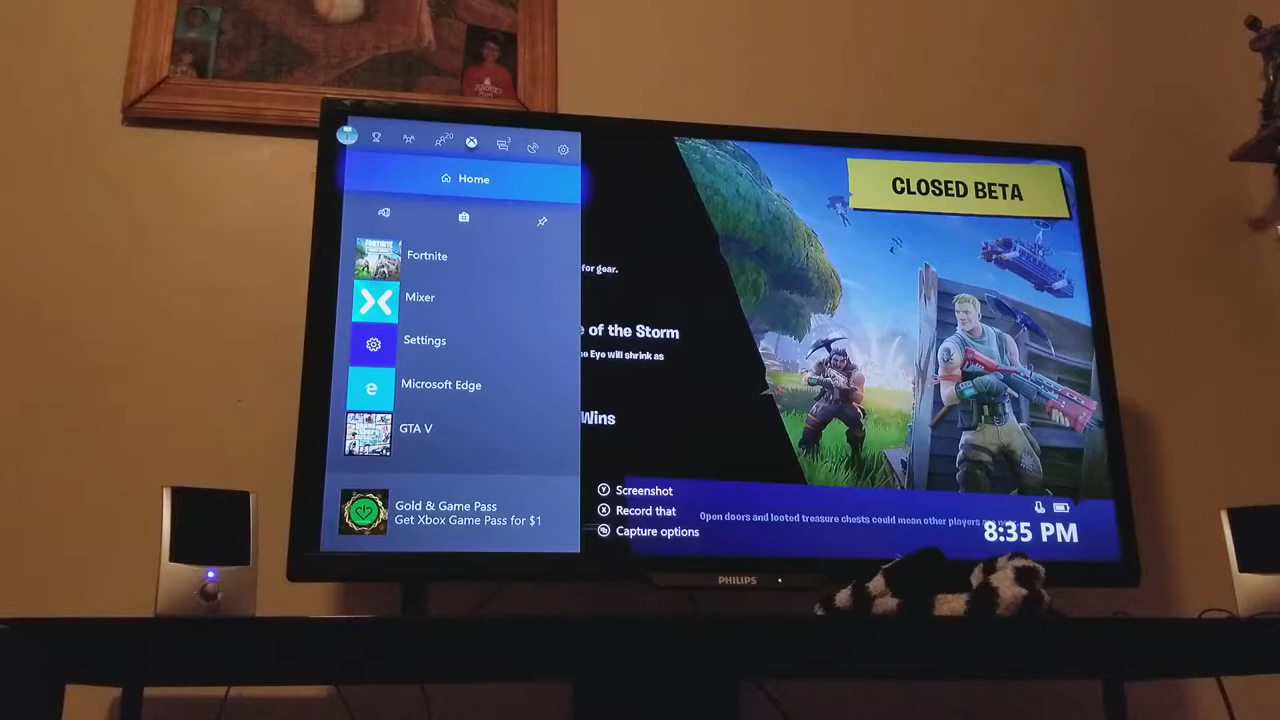 20
3
Home
Fortnite
Mixer
Settings
Microsoft Edge
GTA V
Gold & Game Pass
Get Xbox Game Pass for $1
for gear.
e of the Storm
e Eye will shrink as
Wins
CLOSED BETA
Screenshot
Record that
Capture options
Open doors and looted treasure chests could mean other players
8:35 PM
PHILIPS